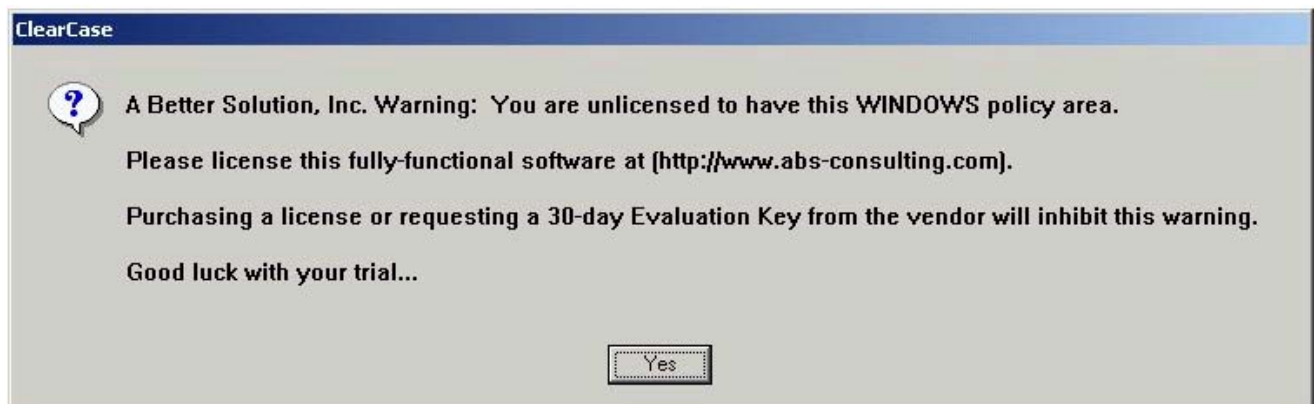 ClearCase
?
A Better Solution, Inc. Warning:  You are unlicensed to have this WINDOWS policy area.
Please license this fully-functional software at (http://www.abs-consulting.com).
Purchasing a license or requesting a 30-day Evaluation Key from the vendor will inhibit this warning.
Good luck with your trial...
Yes